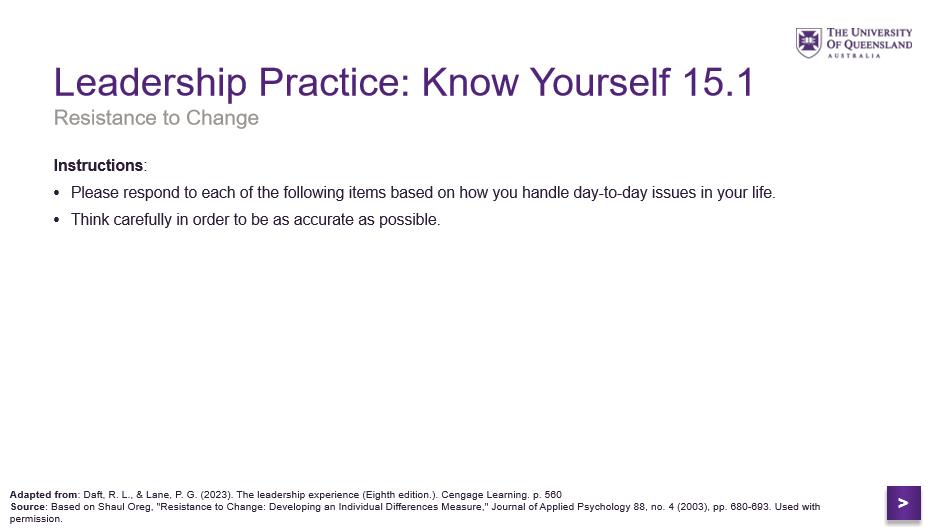 THE UNIVERSITY
OF QUEENSLAND
AUSTRALIA
Leadership Practice: Know Yourself 15.1
Resistance to Change
Instructions:
• Please respond to each of the following items based on how you handle day-to-day issues in your life.
• Think carefully in order to be as accurate as possible.
Adapted from: Daft, R. L., & Lane, P. G. (2023). The leadership experience (Eighth edition.). Cengage Learning. p. 560
Source: Based on Shaul Oreg, "Resistance to Change: Developing an Individual Differences Measure," Journal of Applied Psychology 88, no. 4 (2003), pp. 680-693. Used with
permission.
>